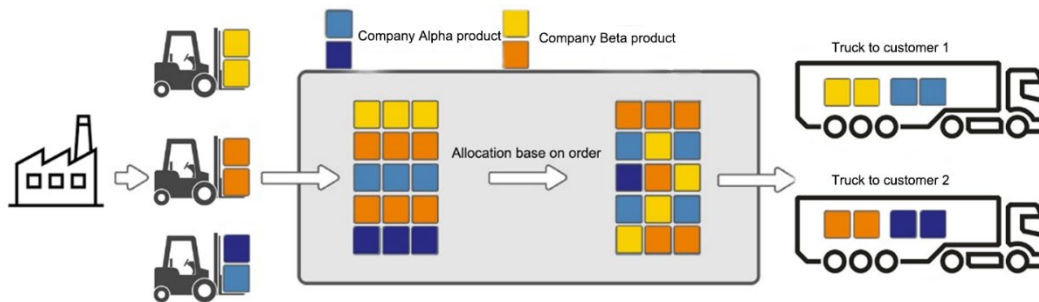 Company Alpha product
Company Beta product
Truck to customer 1
Allocation base on order
Truck to customer 2